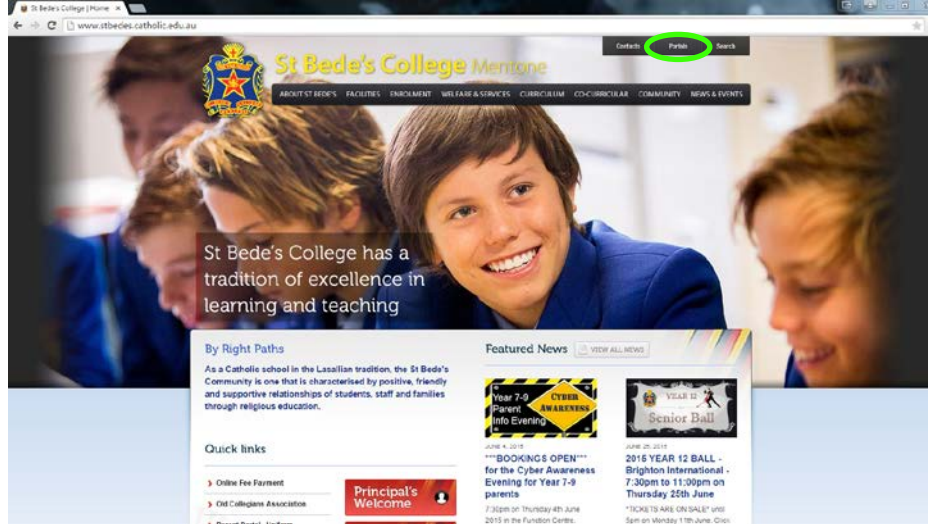 St Bede's College | Home
www.stbedes.catholic.edu.au
Contacts Portals Search
St Bede's College Mentone
ABOUT ST BEDE'S FACILITIES ENROLMENT WELFARE & SERVICES CURRICULUM CO-CURRICULAR COMMUNITY NEWS & EVENTS
St Bede's College has a
tradition of excellence in
learning and teaching
By Right Paths
As a Catholic school in the Lasallian tradition, the St Bede's
Community is one that is characterised by positive, friendly
and supportive relationships of students, staff and families
through religious education.
Quick links
Online Fee Payment
Old Collegians Association
Principal's
Welcome
Featured News VIEW ALL NEWS
Year 7-9
Parent
Info Evening
CYBER
AWARENESS
JUNE 4, 2015
***BOOKINGS OPEN***
for the Cyber Awareness
Evening for Year 7-9
parents
7:30pm on Thursday 4th June
2015 in the Function Centre.
YEAR 12
Senior Ball
JUNE 25, 2015
2015 YEAR 12 BALL -
Brighton International -
7:30pm to 11:00pm on
Thursday 25th June
*TICKETS ARE ON SALE* until
5pm on Monday 11th June. Click